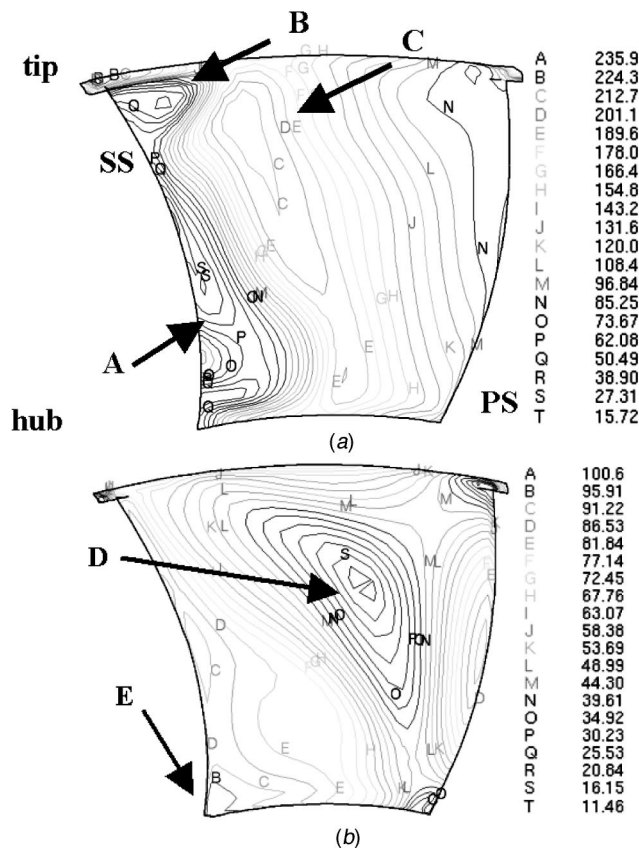 B
C
tip
SS
A
PS
hub
A 235.9
B 224.3
C 212.7
D 201.1
E 189.6
F 178.0
G 166.4
H 154.8
I 143.2
J 131.6
K 120.0
L 108.4
M 96.84
N 85.25
O 73.67
P 62.08
Q 50.49
R 38.90
S 27.31
T 15.72
(a)
D
E
A 100.6
B 95.91
C 91.22
D 86.53
E 81.84
F 77.14
G 72.45
H 67.76
I 63.07
J 58.38
K 53.69
L 48.99
M 44.30
N 39.61
O 34.92
P 30.23
Q 25.53
R 20.84
S 16.15
T 11.46
(b)